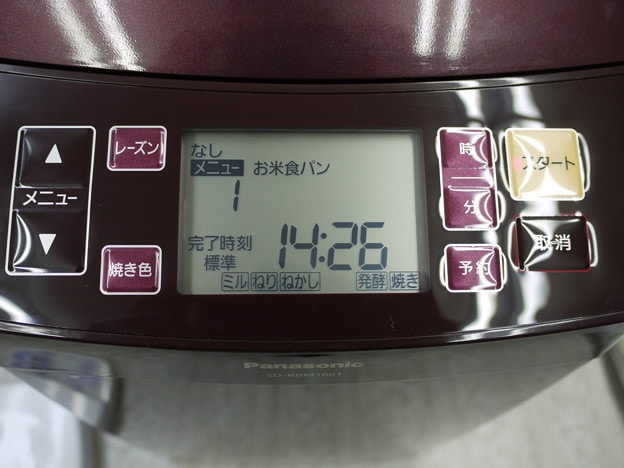 ▲
メニュー
▼
レーズン
焼き色
なし
メニュー お米食パン
1
完了時刻 14:26
標準
ミル ねり ねかし 発酵 焼き
時
分
予約
スタート
取消
Panasonic